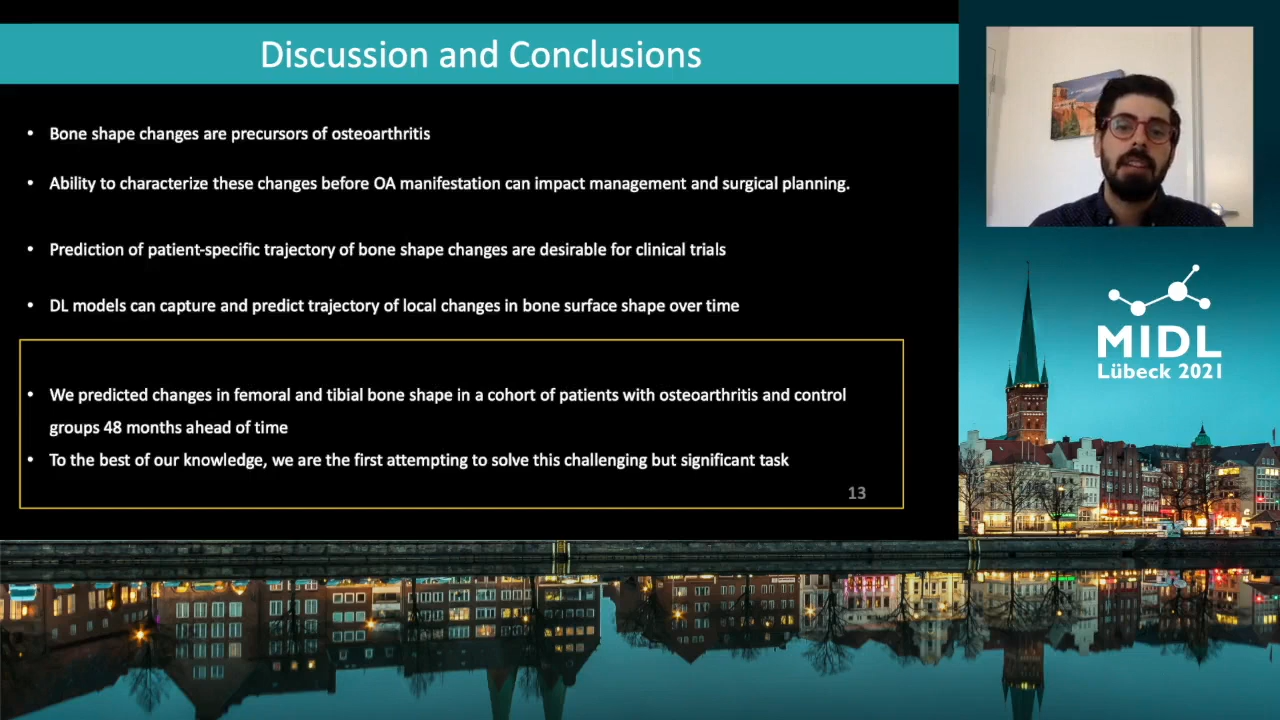 Discussion and Conclusions
• Bone shape changes are precursors of osteoarthritis
• Ability to characterize these changes before OA manifestation can impact management and surgical planning.
• Prediction of patient-specific trajectory of bone shape changes are desirable for clinical trials
• DL models can capture and predict trajectory of local changes in bone surface shape over time
• We predicted changes in femoral and tibial bone shape in a cohort of patients with osteoarthritis and control
groups 48 months ahead of time
• To the best of our knowledge, we are the first attempting to solve this challenging but significant task
13
MIDL
Lübeck 2021